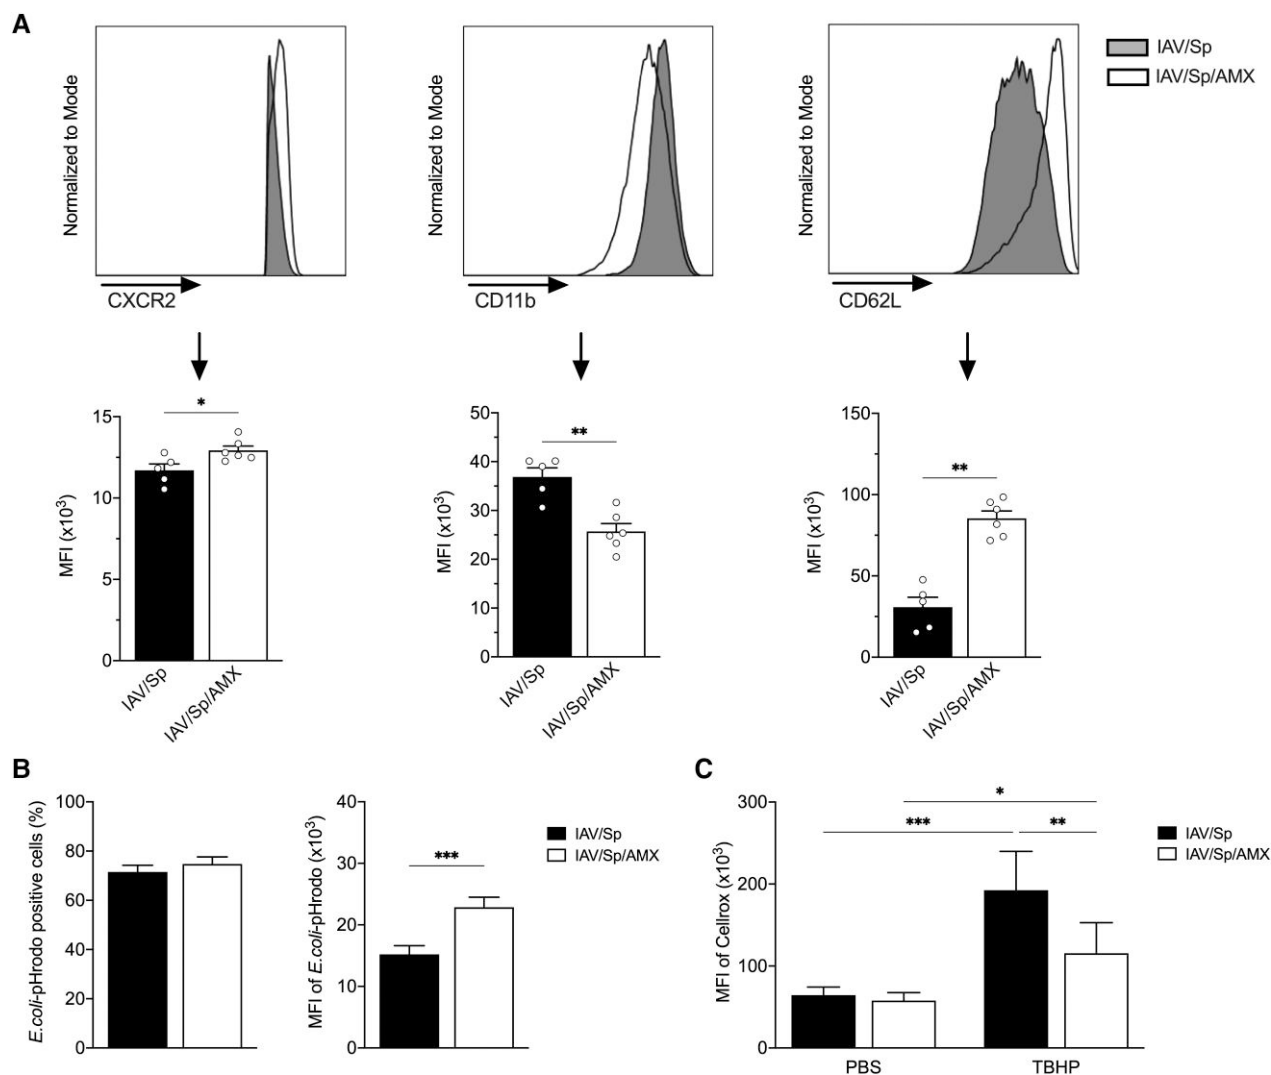 A
Normalized to Mode
CXCR2
Normalized to Mode
CD11b
Normalized to Mode
CD62L
IAV/Sp
IAV/Sp/AMX
MFI (x10³)
15
10
5
0
*
IAV/Sp
IAV/Sp/AMX
MFI (x10³)
50
40
30
20
10
0
**
IAV/Sp
IAV/Sp/AMX
MFI (x10³)
150
100
50
0
**
IAV/Sp
IAV/Sp/AMX
B
E.coli-pHrodo positive cells (%)
100
80
60
40
20
0
MFI of E.coli-pHrodo (x10³)
40
30
20
10
0
***
IAV/Sp
IAV/Sp/AMX
C
MFI of Cellrox (x10³)
300
200
100
0
*
***
**
PBS
TBHP
IAV/Sp
IAV/Sp/AMX